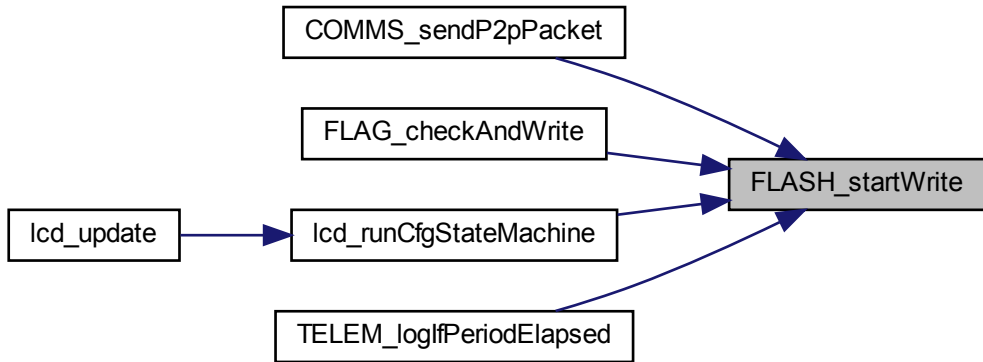 COMMS_sendP2pPacket
FLAG_checkAndWrite
FLASH_startWrite
lcd_update
lcd_runCfgStateMachine
TELEM_logIfPeriodElapsed